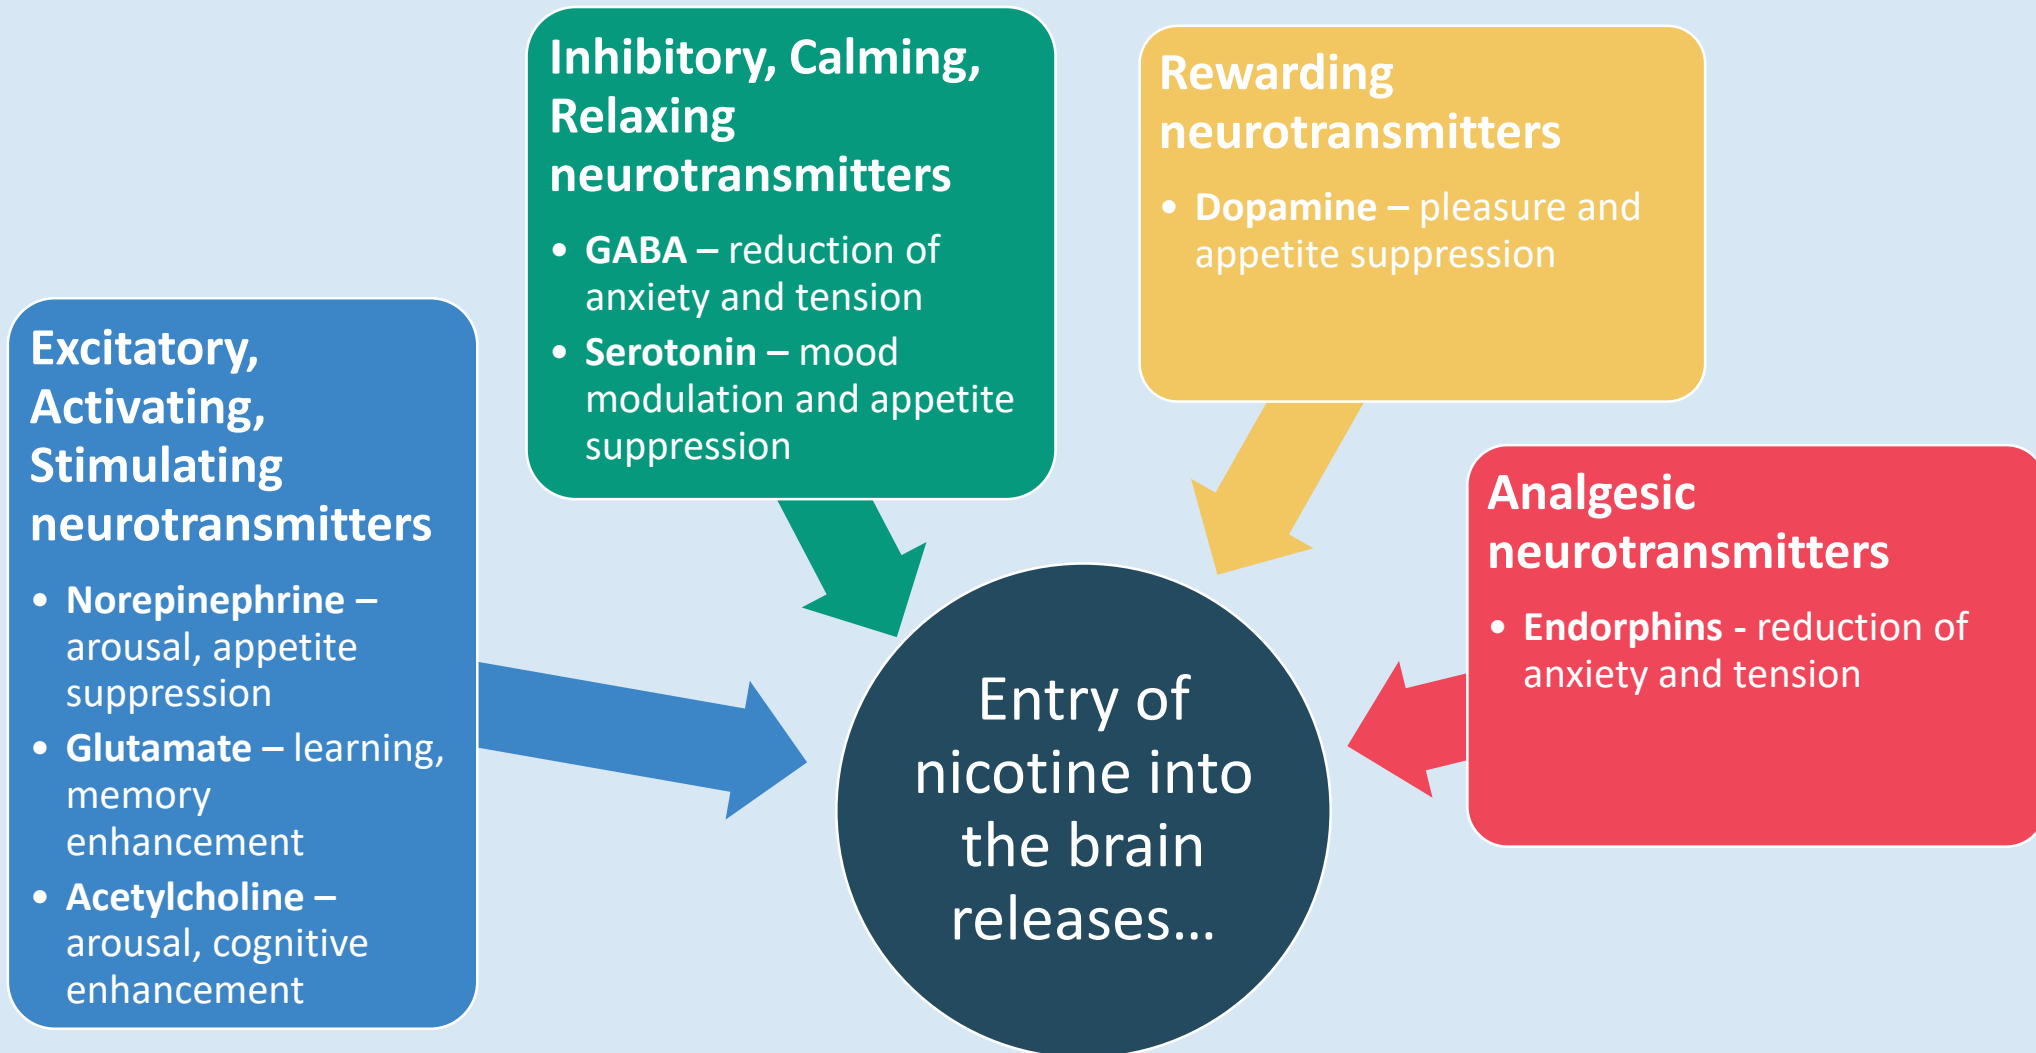 Excitatory,
Activating,
Stimulating
neurotransmitters
• Norepinephrine –
arousal, appetite
suppression
• Glutamate – learning,
memory
enhancement
• Acetylcholine –
arousal, cognitive
enhancement
Inhibitory, Calming,
Relaxing
neurotransmitters
• GABA – reduction of
anxiety and tension
• Serotonin – mood
modulation and appetite
suppression
Rewarding
neurotransmitters
• Dopamine – pleasure and
appetite suppression
Analgesic
neurotransmitters
• Endorphins - reduction of
anxiety and tension
Entry of
nicotine into
the brain
releases…